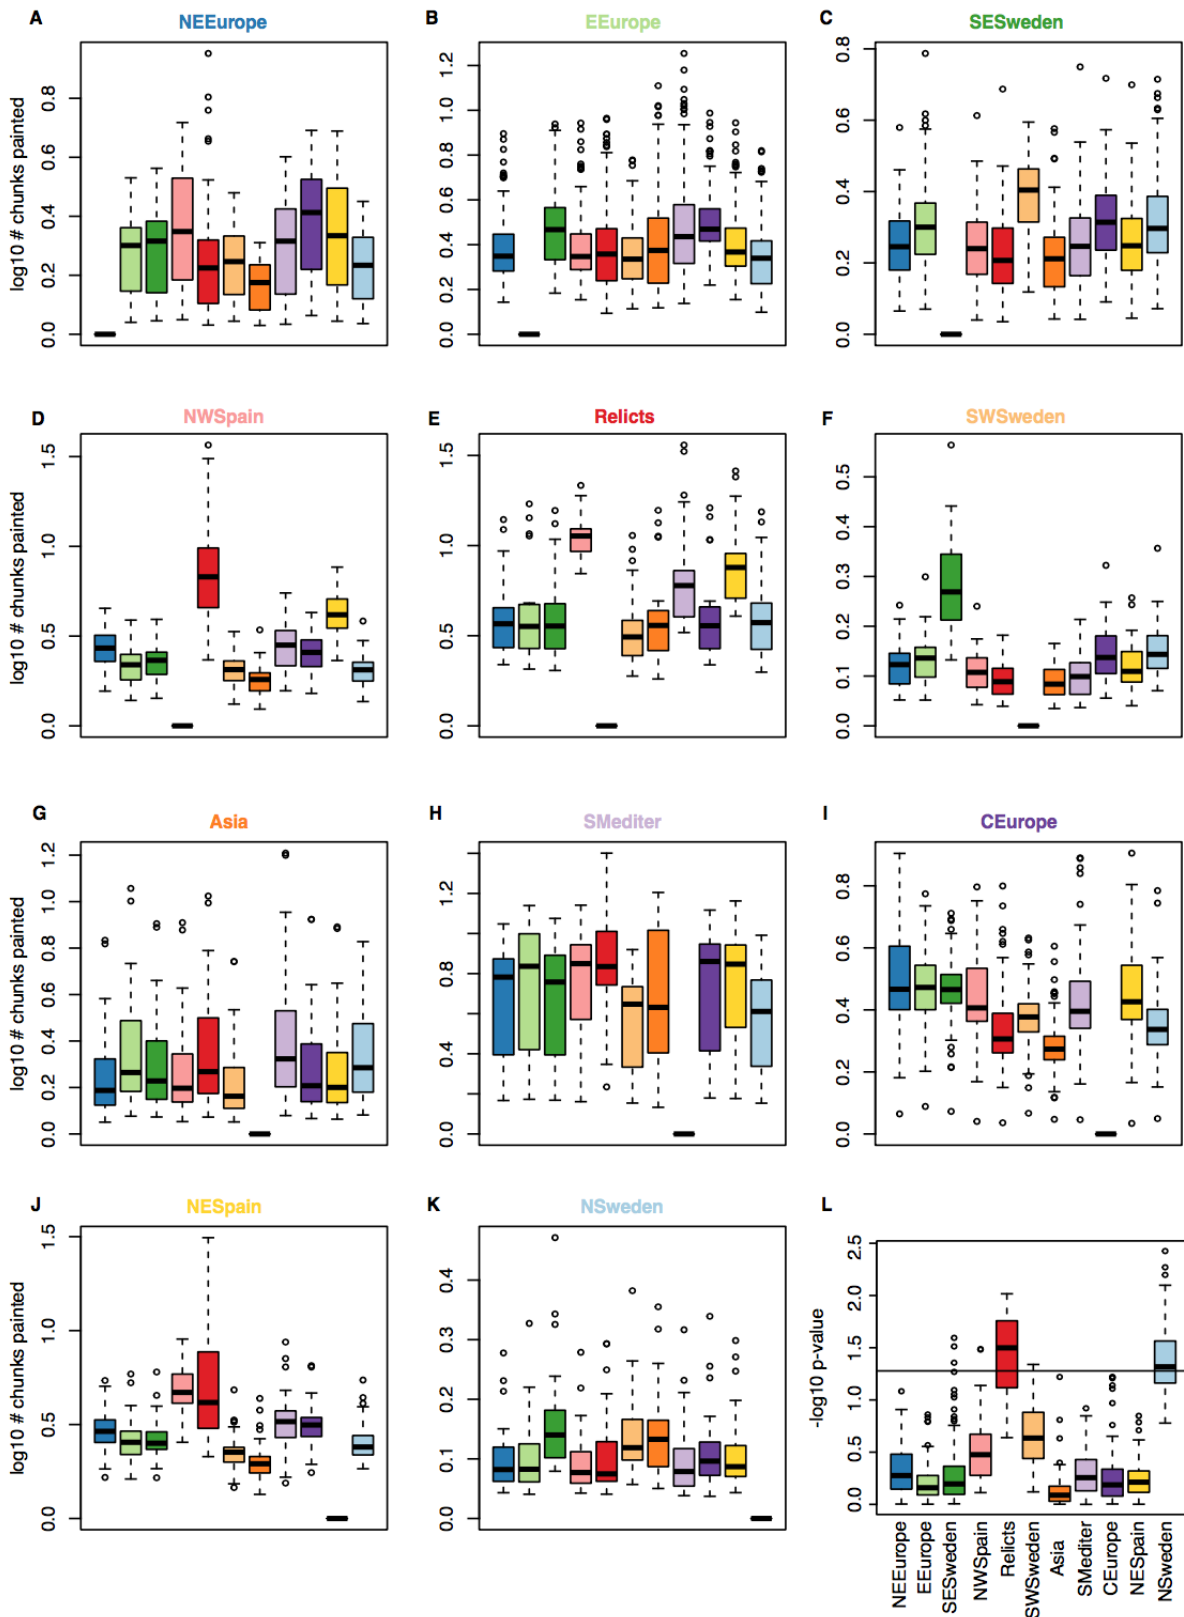 A NEEurope
B EEurope
C SESweden
log10 # chunks painted
0.0 0.2 0.4 0.8
0.0 0.2 0.4 0.6 0.8 1.0 1.2
0.0 0.2 0.4 0.6 0.8
D NWSpain
E Relicts
F SWSweden
log10 # chunks painted
0.0 0.5 1.0 1.5
0.0 0.5 1.0 1.5
0.0 0.1 0.2 0.3 0.4 0.5
G Asia
H SMediter
I CEurope
log10 # chunks painted
0.0 0.2 0.4 0.6 0.8 1.0 1.2
0.0 0.4 0.8 1.2
0.0 0.2 0.4 0.6 0.8
J NESpain
K NSweden
L
log10 # chunks painted
0.0 0.5 1.0 1.5
0.0 0.1 0.2 0.3 0.4
-log10 p-value
0.0 0.5 1.0 1.5 2.0 2.5
NEEurope
EEurope
SESweden
NWSpain
Relicts
SWSweden
Asia
SMediter
CEurope
NESpain
NSweden